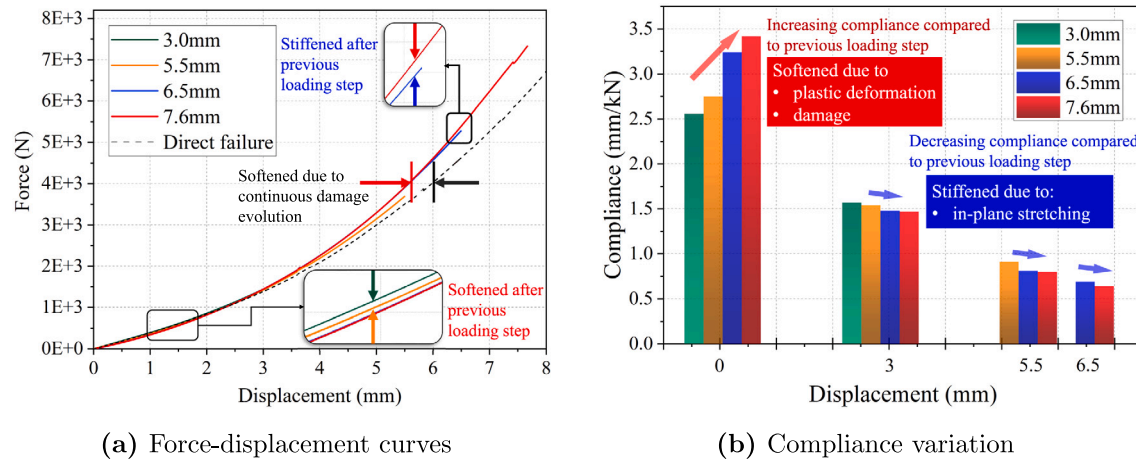 8E+3
7E+3
6E+3
5E+3
4E+3
3E+3
2E+3
1E+3
0E+0
Force (N)
3.0mm
5.5mm
6.5mm
7.6mm
Direct failure
Stiffened after
previous
loading step
Softened due to
continuous damage
evolution
Softened after
previous
loading step
0 1 2 3 4 5 6 7 8
Displacement (mm)
(a) Force-displacement curves
3.5
3.0
2.5
2.0
1.5
1.0
0.5
0.0
Compliance (mm/kN)
Increasing compliance compared
to previous loading step
Softened due to
• plastic deformation
• damage
3.0mm
5.5mm
6.5mm
7.6mm
Decreasing compliance compared
to previous loading step
Stiffened due to:
• in-plane stretching
0 3 5.5 6.5
Displacement (mm)
(b) Compliance variation